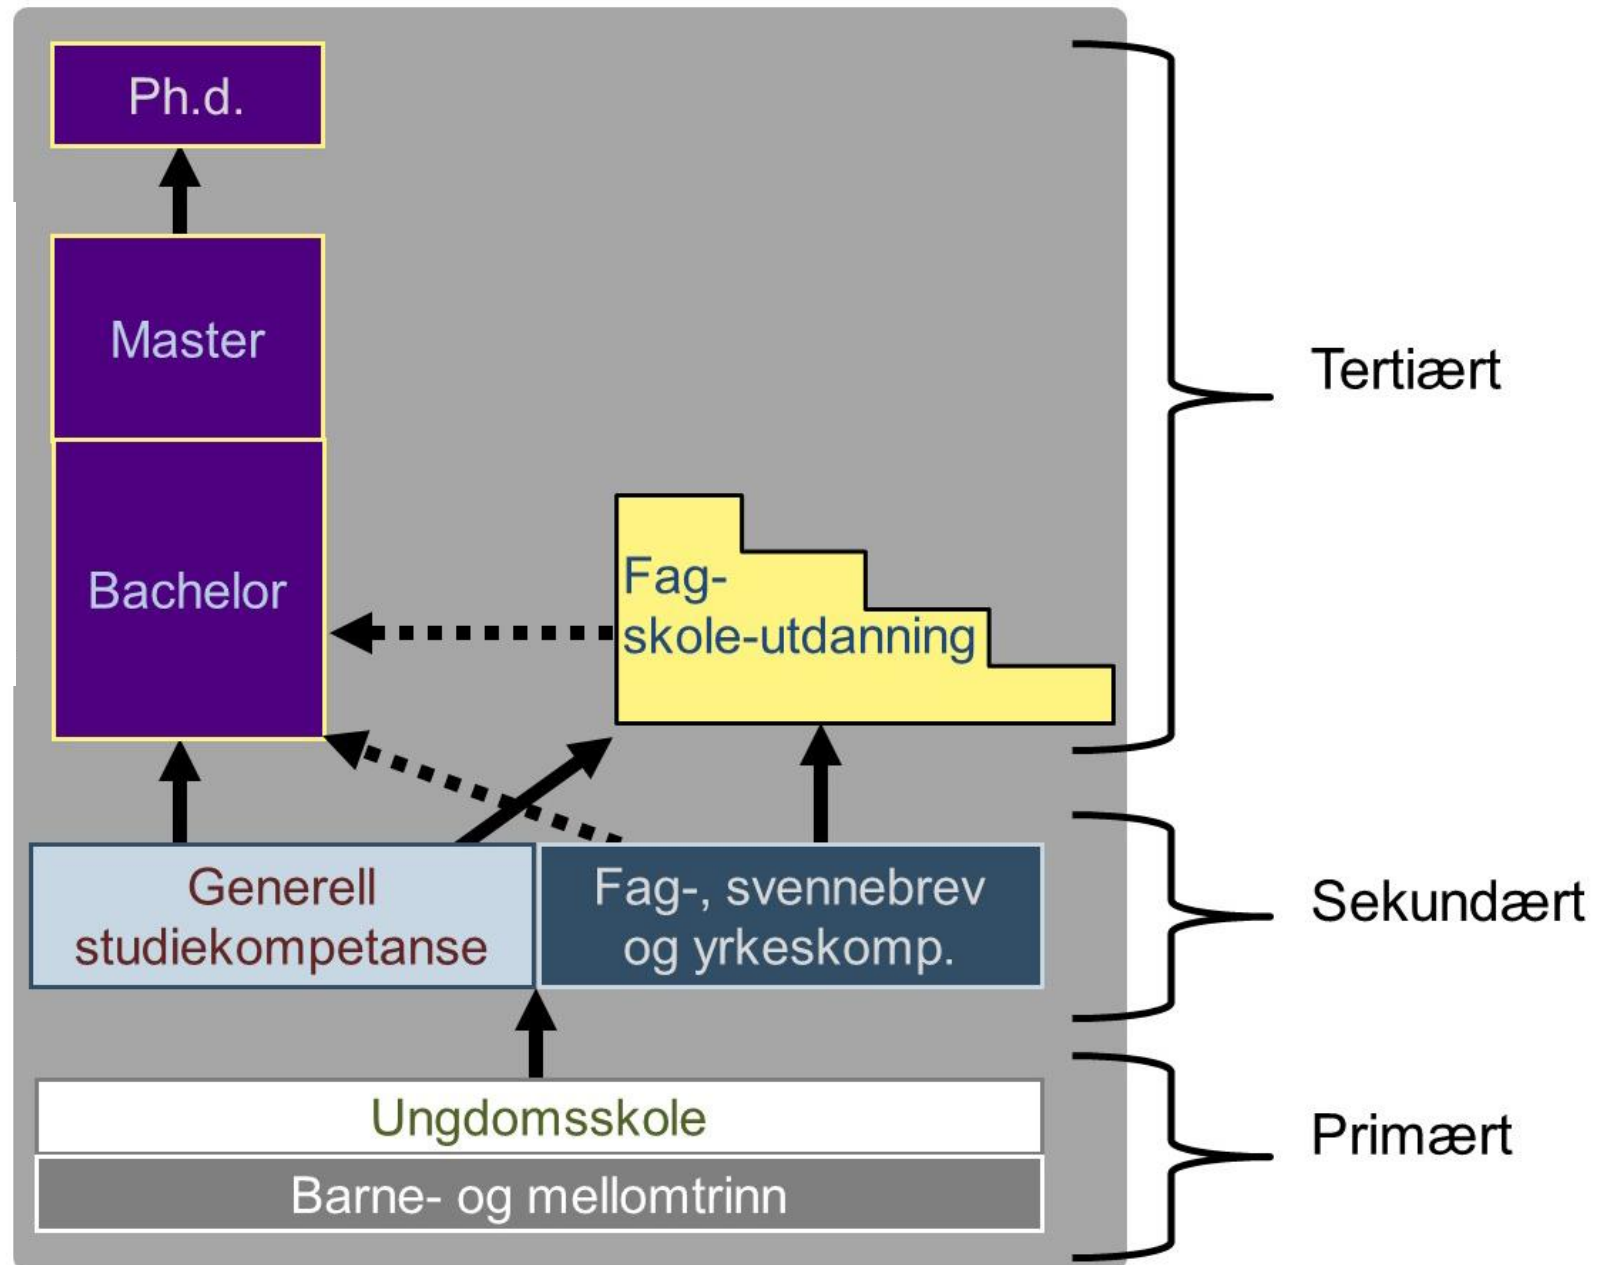 Ph.d.
Master
Tertiært
Bachelor
Fag-
skole-utdanning
Generell
studiekompetanse
Fag-, svennebrev
og yrkeskomp.
Sekundært
Ungdomsskole
Primært
Barne- og mellomtrinn